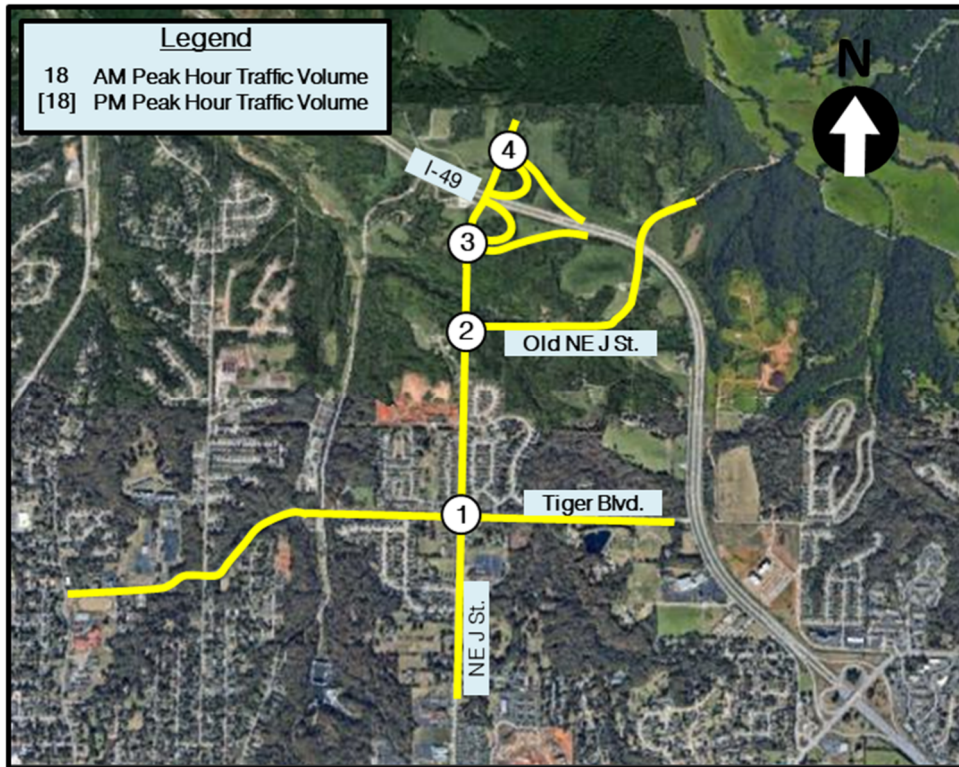 Legend
18 AM Peak Hour Traffic Volume
[18] PM Peak Hour Traffic Volume
N
4
I-49
3
2
Old NE J St.
Tiger Blvd.
1
NE J St.